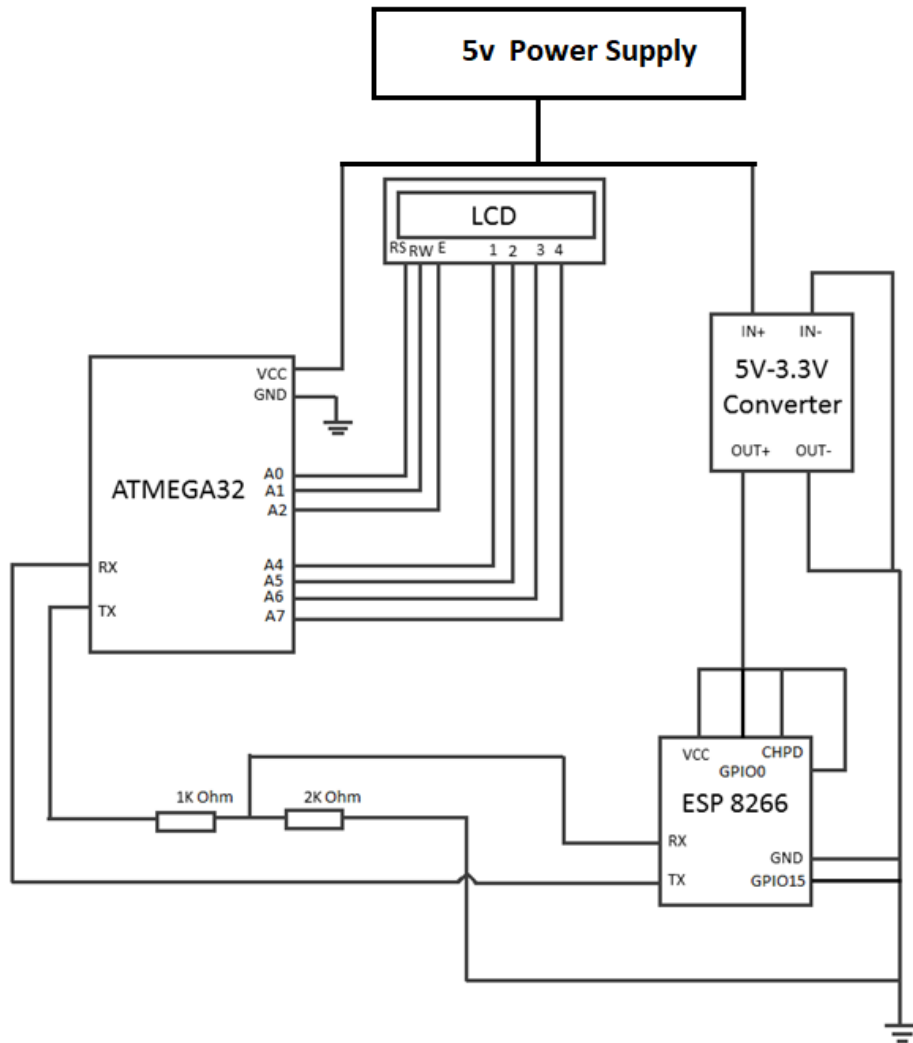 5v Power Supply
LCD
RS RW E 1 2 3 4
IN+ IN-
5V-3.3V
Converter
OUT+ OUT-
VCC
GND
ATMEGA32
A0
A1
A2
RX
A4
A5
A6
TX
A7
1K Ohm 2K Ohm
VCC CHPD
GPIO0
ESP 8266
RX
GND
TX
GPIO15